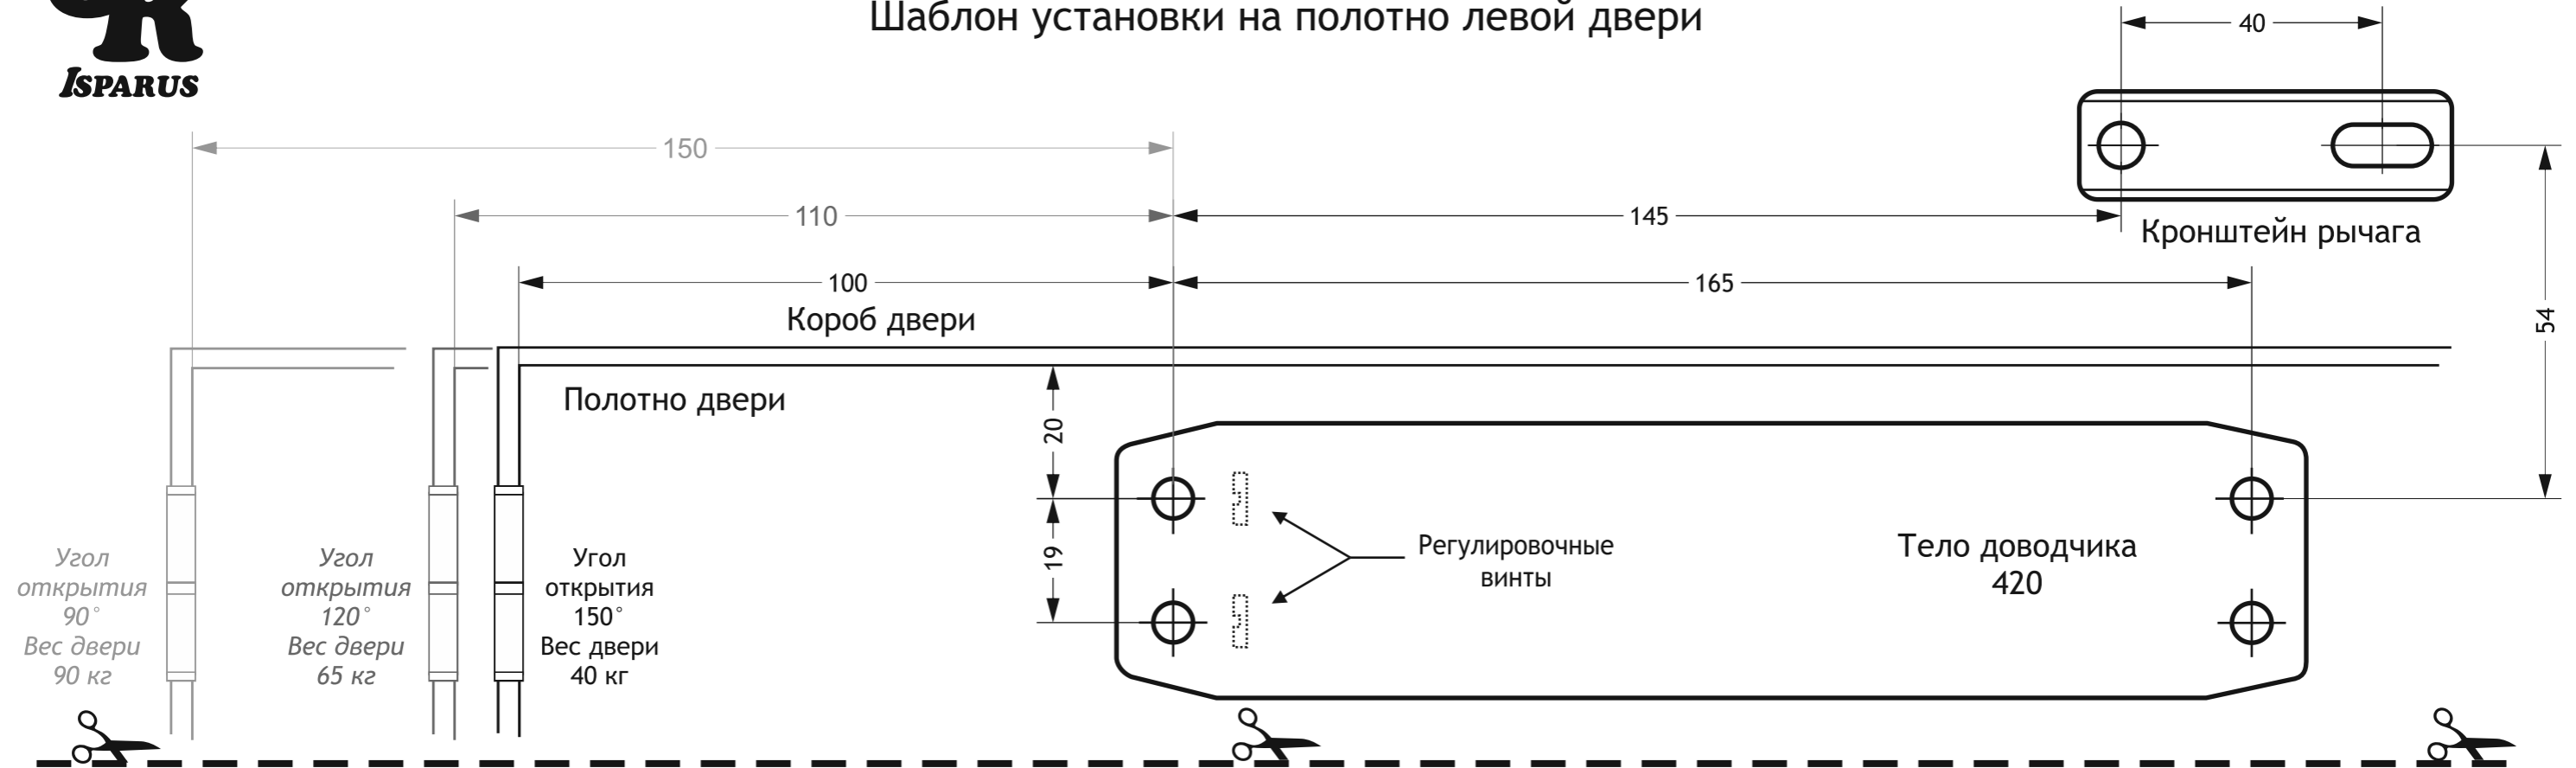 Шаблон установки на полотно левой двери
ISPARUS
40
150
110
145
Кронштейн рычага
100
165
Короб двери
54
Полотно двери
20
19
Регулировочные
винты
Тело доводчика
420
Угол
открытия
90°
Вес двери
90 кг
Угол
открытия
120°
Вес двери
65 кг
Угол
открытия
150°
Вес двери
40 кг